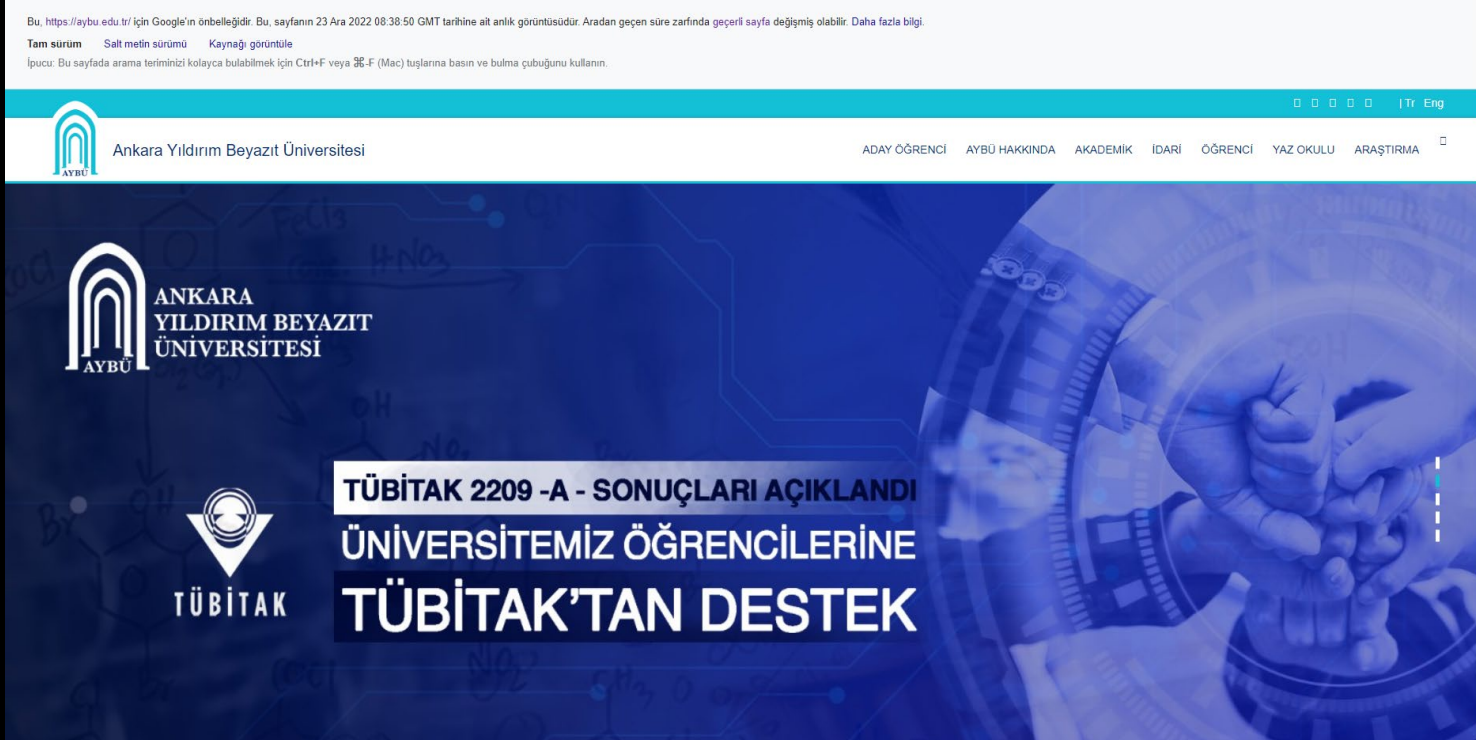 Bu, https://aybu.edu.tr/ için Google'ın önbelleğidir. Bu, sayfanın 23 Ara 2022 08:38:50 GMT tarihine ait anlık görüntüsüdür. Aradan geçen süre zarfında geçerli sayfa değişmiş olabilir. Daha fazla bilgi.
Tam sürüm Salt metin sürümü Kaynağı görüntüle
İpucu: Bu sayfada arama teriminizi kolayca bulabilmek için Ctrl+F veya ⌘-F (Mac) tuşlarına basın ve bulma çubuğunu kullanın.
| Tr Eng
AYBÜ
Ankara Yıldırım Beyazıt Üniversitesi
ADAY ÖĞRENCİ AYBÜ HAKKINDA AKADEMİK İDARİ ÖĞRENCİ YAZ OKULU ARAŞTIRMA
FeCl3
HNO3
ANKARA
YILDIRIM BEYAZIT
ÜNİVERSİTESİ
AYBÜ
OH
Br
TÜBİTAK 2209 -A - SONUÇLARI AÇIKLANDI
ÜNİVERSİTEMİZ ÖĞRENCİLERİNE
TÜBİTAK'TAN DESTEK
TÜBİTAK
NO2